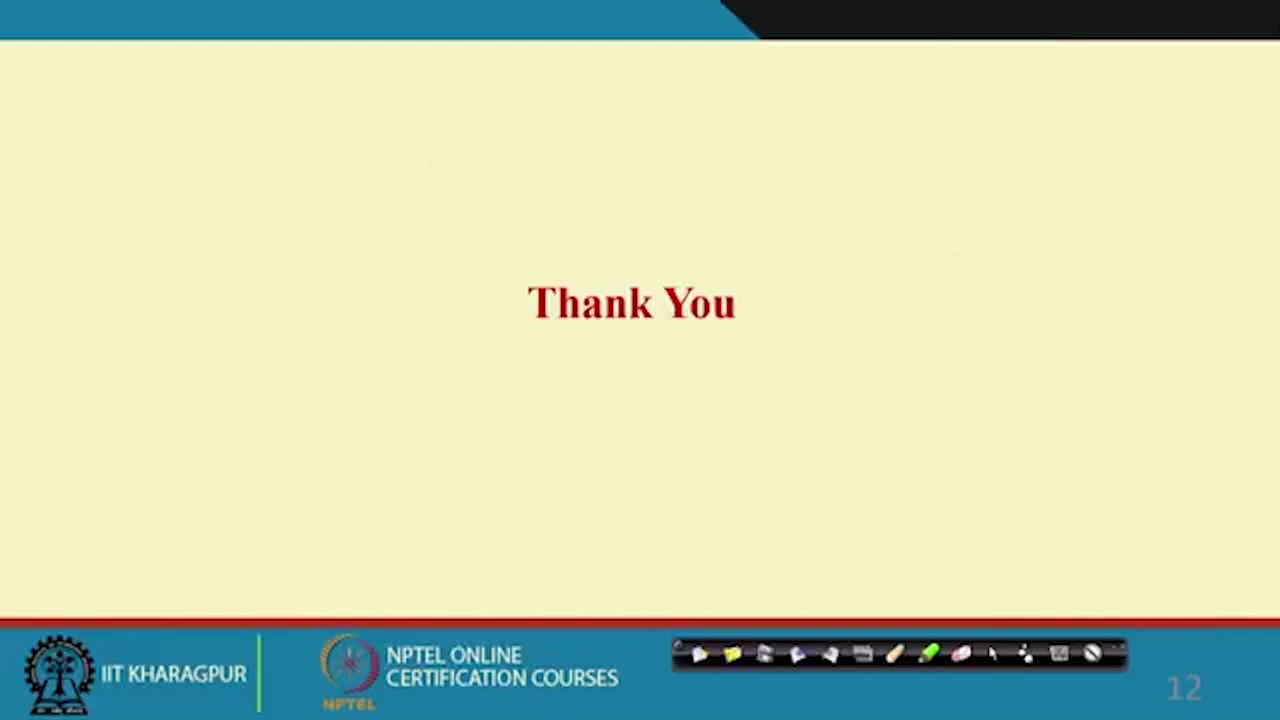 Thank You
IIT KHARAGPUR
NPTEL
NPTEL ONLINE
CERTIFICATION COURSES
12